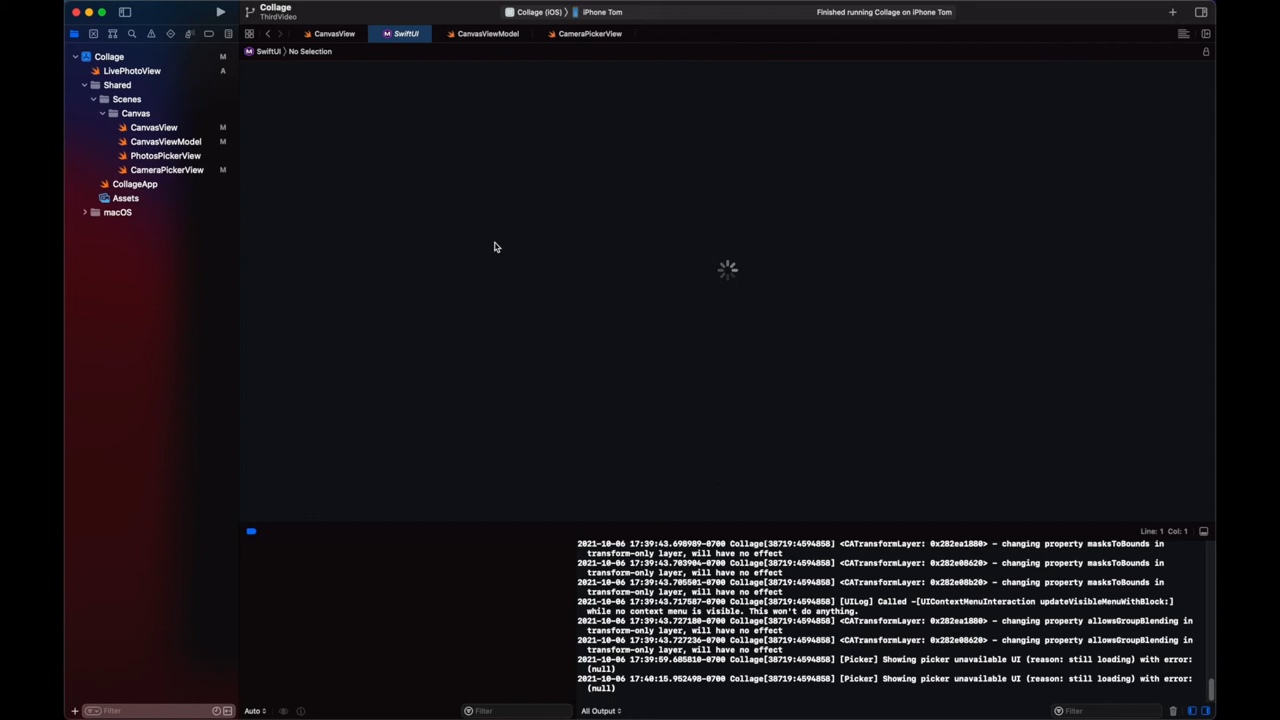 Collage
ThirdVideo
Collage (iOS) 〉 iPhone Tom
Finished running Collage on iPhone Tom
CanvasView
SwiftUI
CanvasViewModel
CameraPickerView
SwiftUI 〉 No Selection
Collage M
LivePhotoView A
Shared
Scenes
Canvas
CanvasView M
CanvasViewModel M
PhotosPickerView
CameraPickerView M
CollageApp
Assets
macOS
Line: 1 Col: 1
2021-10-06 17:39:43.698989-0700 Collage[38719:4594858] <CATransformLayer: 0x282ea1880> - changing property masksToBounds in
transform-only layer, will have no effect
2021-10-06 17:39:43.703904-0700 Collage[38719:4594858] <CATransformLayer: 0x282e08620> - changing property masksToBounds in
transform-only layer, will have no effect
2021-10-06 17:39:43.705501-0700 Collage[38719:4594858] <CATransformLayer: 0x282e08b20> - changing property masksToBounds in
transform-only layer, will have no effect
2021-10-06 17:39:43.717587-0700 Collage[38719:4594858] [UILog] Called -[UIContextMenuInteraction updateVisibleMenuWithBlock:]
while no context menu is visible. This won't do anything.
2021-10-06 17:39:43.727180-0700 Collage[38719:4594858] <CATransformLayer: 0x282ea1880> - changing property allowsGroupBlending in
transform-only layer, will have no effect
2021-10-06 17:39:43.727236-0700 Collage[38719:4594858] <CATransformLayer: 0x282e08620> - changing property allowsGroupBlending in
transform-only layer, will have no effect
2021-10-06 17:39:59.685810-0700 Collage[38719:4594858] [Picker] Showing picker unavailable UI (reason: still loading) with error:
(null)
2021-10-06 17:40:15.952498-0700 Collage[38719:4594858] [Picker] Showing picker unavailable UI (reason: still loading) with error:
(null)
Filter
Auto
Filter
All Output
Filter